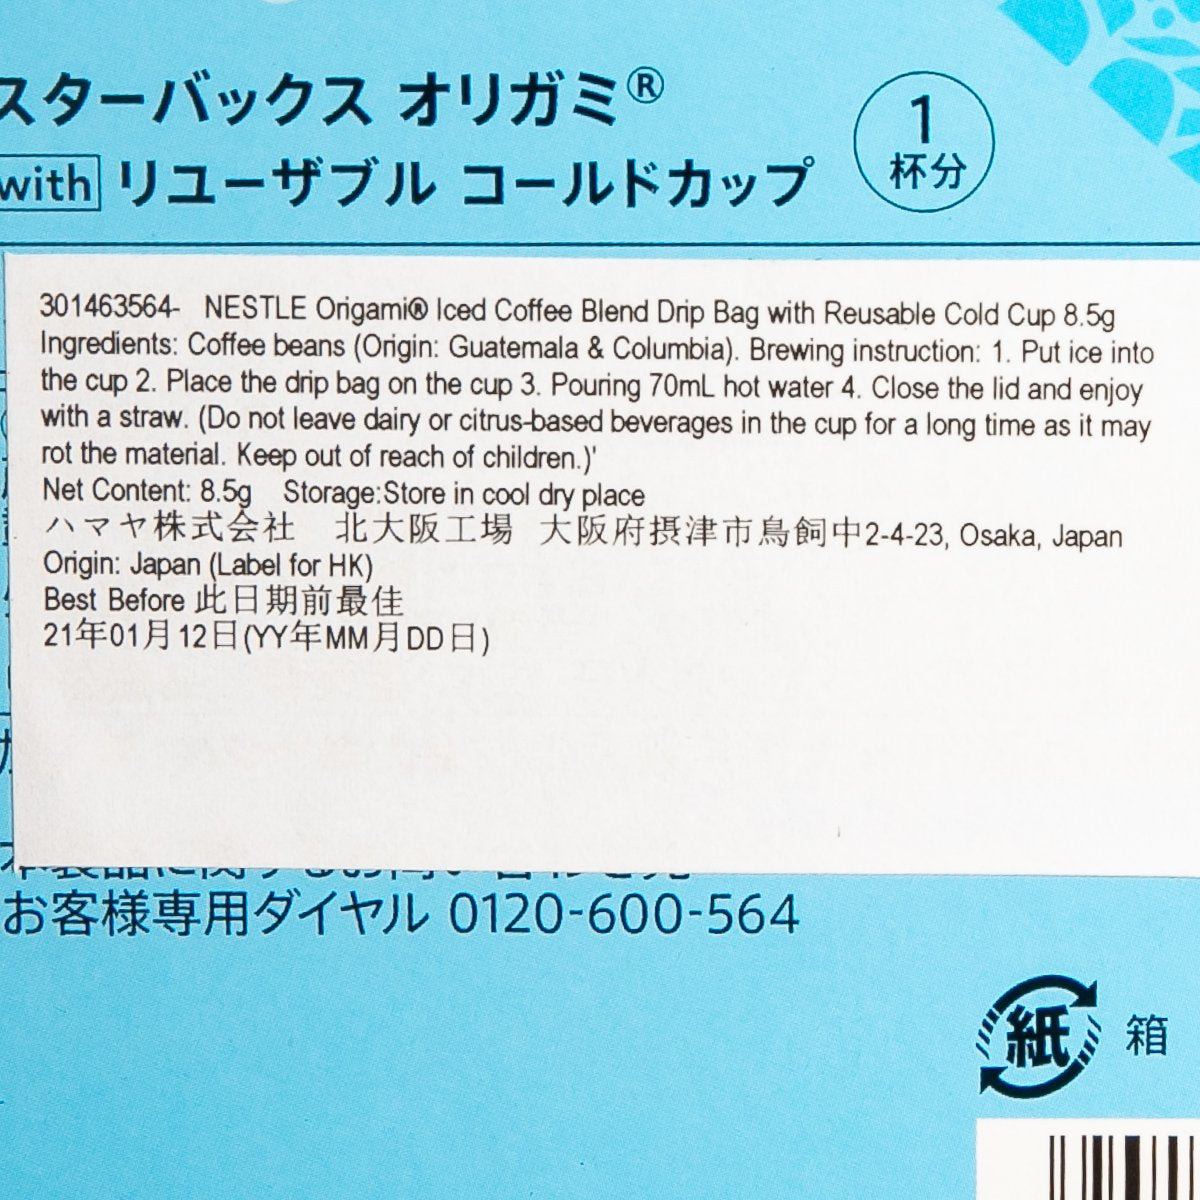 スターバックス オリガミ®
with リユーザブル コールドカップ
1
杯分
301463564- NESTLE Origami® Iced Coffee Blend Drip Bag with Reusable Cold Cup 8.5g
Ingredients: Coffee beans (Origin: Guatemala & Columbia). Brewing instruction: 1. Put ice into
the cup 2. Place the drip bag on the cup 3. Pouring 70mL hot water 4. Close the lid and enjoy
with a straw. (Do not leave dairy or citrus-based beverages in the cup for a long time as it may
rot the material. Keep out of reach of children.)'
Net Content: 8.5g Storage:Store in cool dry place
ハマヤ株式会社 北大阪工場 大阪府摂津市鳥飼中2-4-23, Osaka, Japan
Origin: Japan (Label for HK)
Best Before 此日期前最佳
21年01月12日(YY年MM月DD日)
お客様専用ダイヤル 0120-600-564
紙 箱